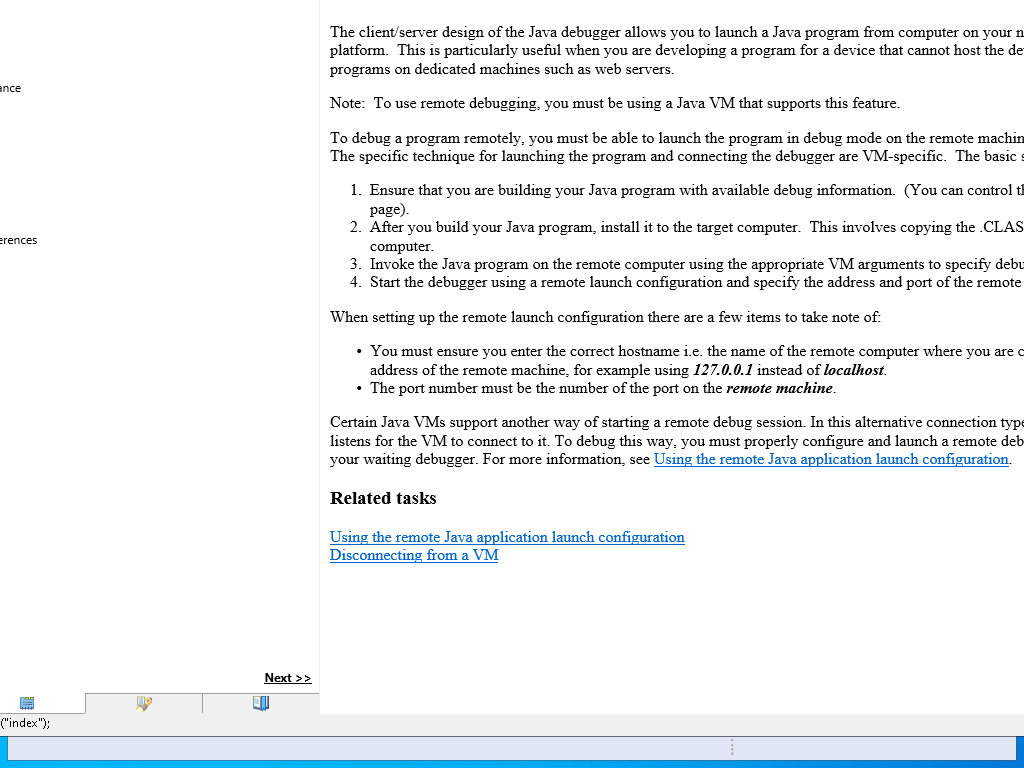 The client/server design of the Java debugger allows you to launch a Java program from computer on your n
platform.  This is particularly useful when you are developing a program for a device that cannot host the de
programs on dedicated machines such as web servers.
ance
Note:  To use remote debugging, you must be using a Java VM that supports this feature.
To debug a program remotely, you must be able to launch the program in debug mode on the remote machin
The specific technique for launching the program and connecting the debugger are VM-specific.  The basic s
1. Ensure that you are building your Java program with available debug information.  (You can control th
page).
2. After you build your Java program, install it to the target computer.  This involves copying the .CLAS
erences
computer.
3. Invoke the Java program on the remote computer using the appropriate VM arguments to specify debu
4. Start the debugger using a remote launch configuration and specify the address and port of the remote
When setting up the remote launch configuration there are a few items to take note of:
• You must ensure you enter the correct hostname i.e. the name of the remote computer where you are c
address of the remote machine, for example using 127.0.0.1 instead of localhost.
• The port number must be the number of the port on the remote machine.
Certain Java VMs support another way of starting a remote debug session. In this alternative connection type
listens for the VM to connect to it. To debug this way, you must properly configure and launch a remote deb
your waiting debugger. For more information, see Using the remote Java application launch configuration.
Related tasks
Using the remote Java application launch configuration
Disconnecting from a VM
Next >>
("index");